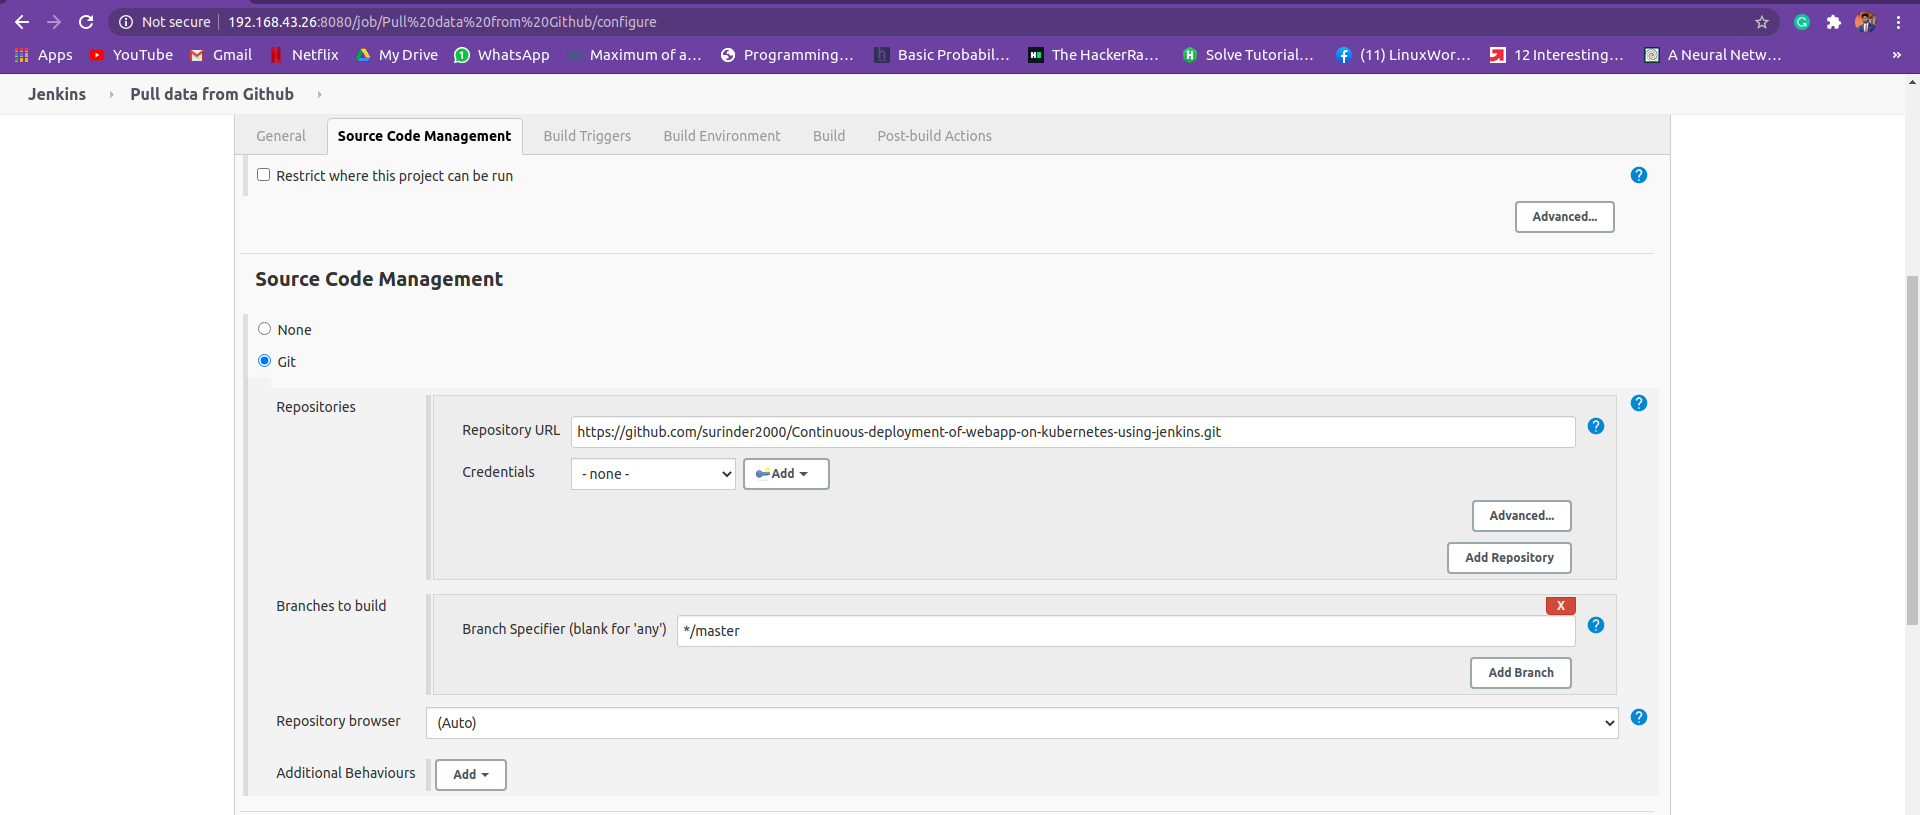 Not secure 192.168.43.26:8080/job/Pull%20data%20from%20Github/configure
Apps YouTube Gmail Netflix My Drive WhatsApp Maximum of a... Programming... Basic Probabil... The HackerRa... Solve Tutorial... (11) LinuxWor... 12 Interesting... A Neural Netw... »
Jenkins Pull data from Github
General Source Code Management Build Triggers Build Environment Build Post-build Actions
Restrict where this project can be run ?
Advanced...
Source Code Management
None
Git
Repositories ?
Repository URL https://github.com/surinder2000/Continuous-deployment-of-webapp-on-kubernetes-using-jenkins.git ?
Credentials - none - Add
Advanced...
Add Repository
Branches to build X
Branch Specifier (blank for 'any') */master ?
Add Branch
Repository browser (Auto) ?
Additional Behaviours Add